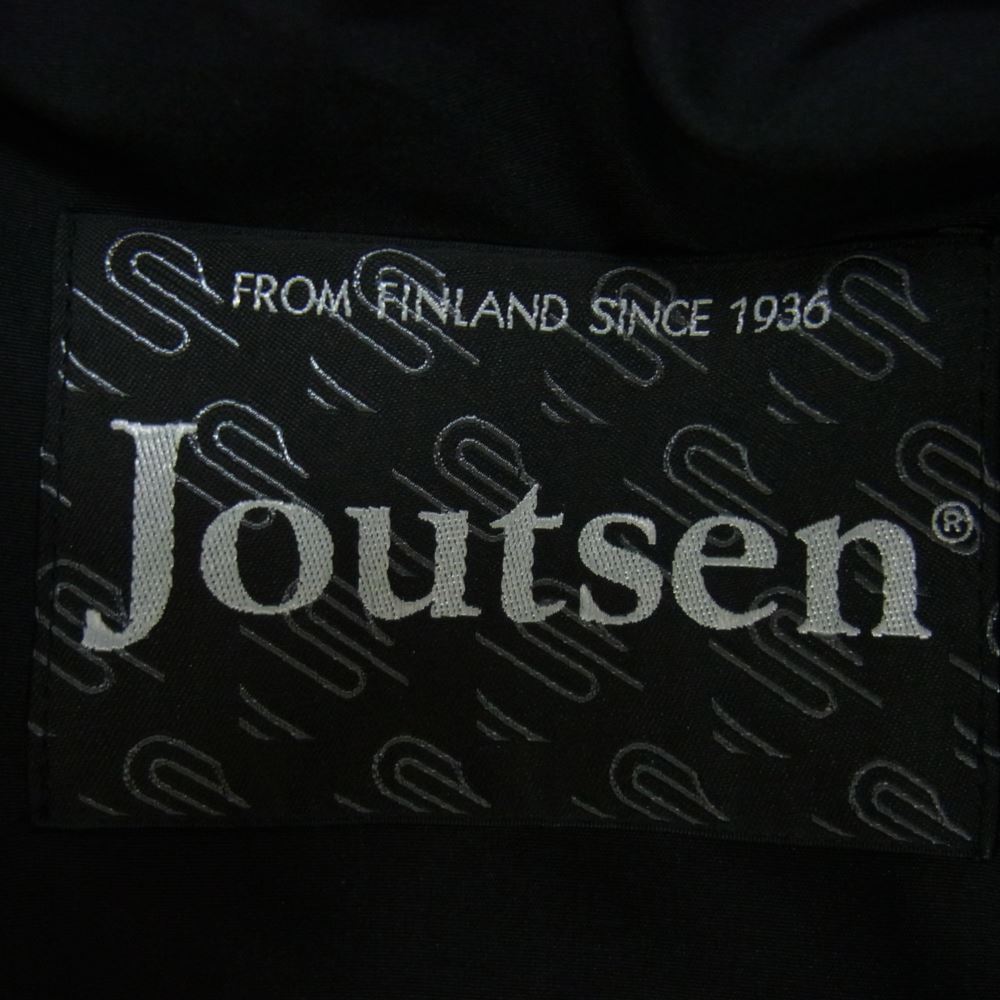 FROM FINLAND SINCE 1936
Joutsen®